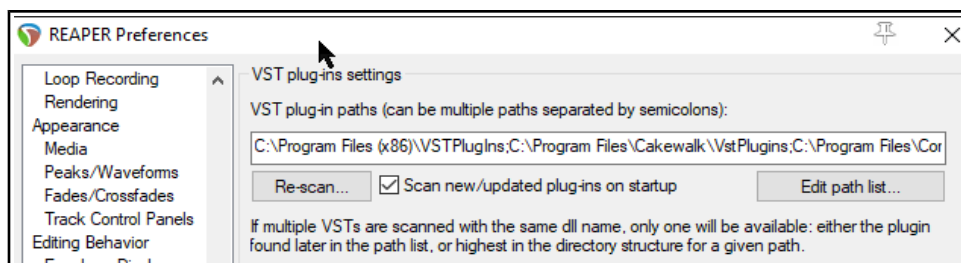 REAPER Preferences
Loop Recording
Rendering
Appearance
Media
Peaks/Waveforms
Fades/Crossfades
Track Control Panels
Editing Behavior
VST plug-ins settings
VST plug-in paths (can be multiple paths separated by semicolons):
C:\Program Files (x86)\VSTPlugIns;C:\Program Files\Cakewalk\VstPlugins;C:\Program Files\Cor
Re-scan...
Scan new/updated plug-ins on startup
Edit path list...
If multiple VSTs are scanned with the same dll name, only one will be available: either the plugin
found later in the path list, or highest in the directory structure for a given path.